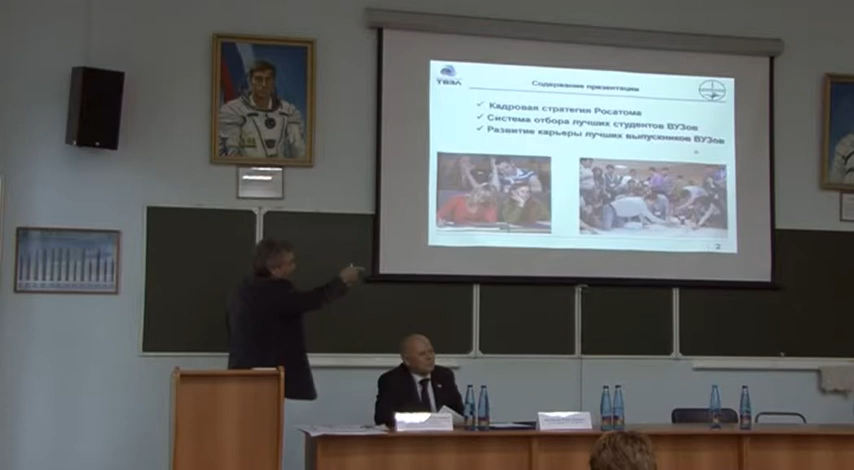 ТВЭЛ
Содержание презентации
✓ Кадровая стратегия Росатома
✓ Система отбора лучших студентов ВУЗов
✓ Развитие карьеры лучших выпускников ВУЗов
2